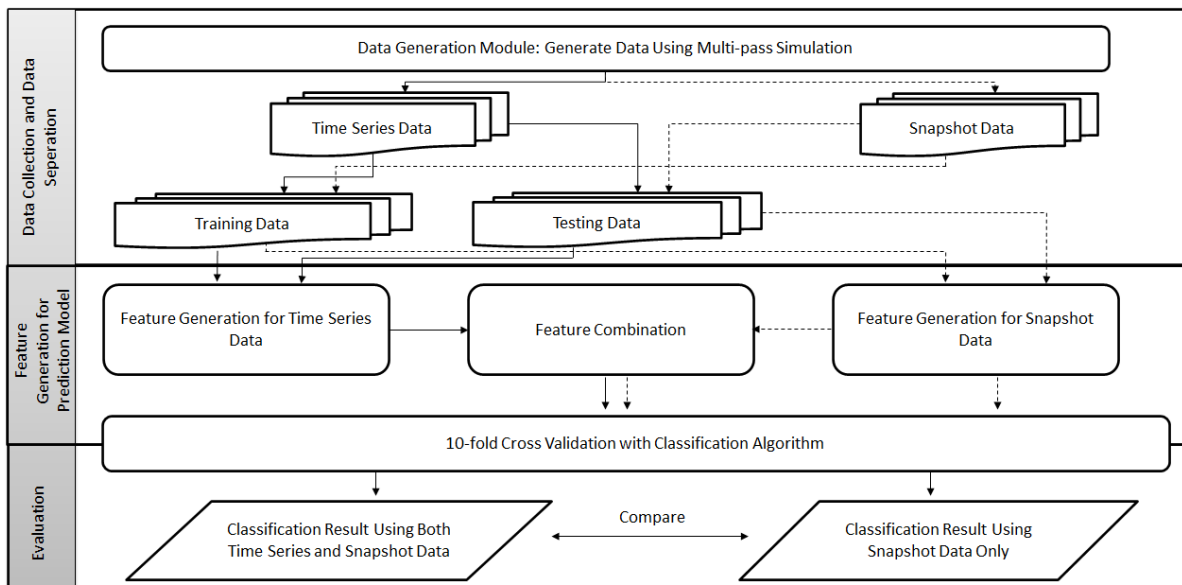 Data Collection and Data
Seperation
Data Generation Module: Generate Data Using Multi-pass Simulation
Time Series Data
Snapshot Data
Training Data
Testing Data
Feature
Generation for
Prediction Model
Feature Generation for Time Series
Data
Feature Combination
Feature Generation for Snapshot
Data
10-fold Cross Validation with Classification Algorithm
Evaluation
Classification Result Using Both
Time Series and Snapshot Data
Compare
Classification Result Using
Snapshot Data Only